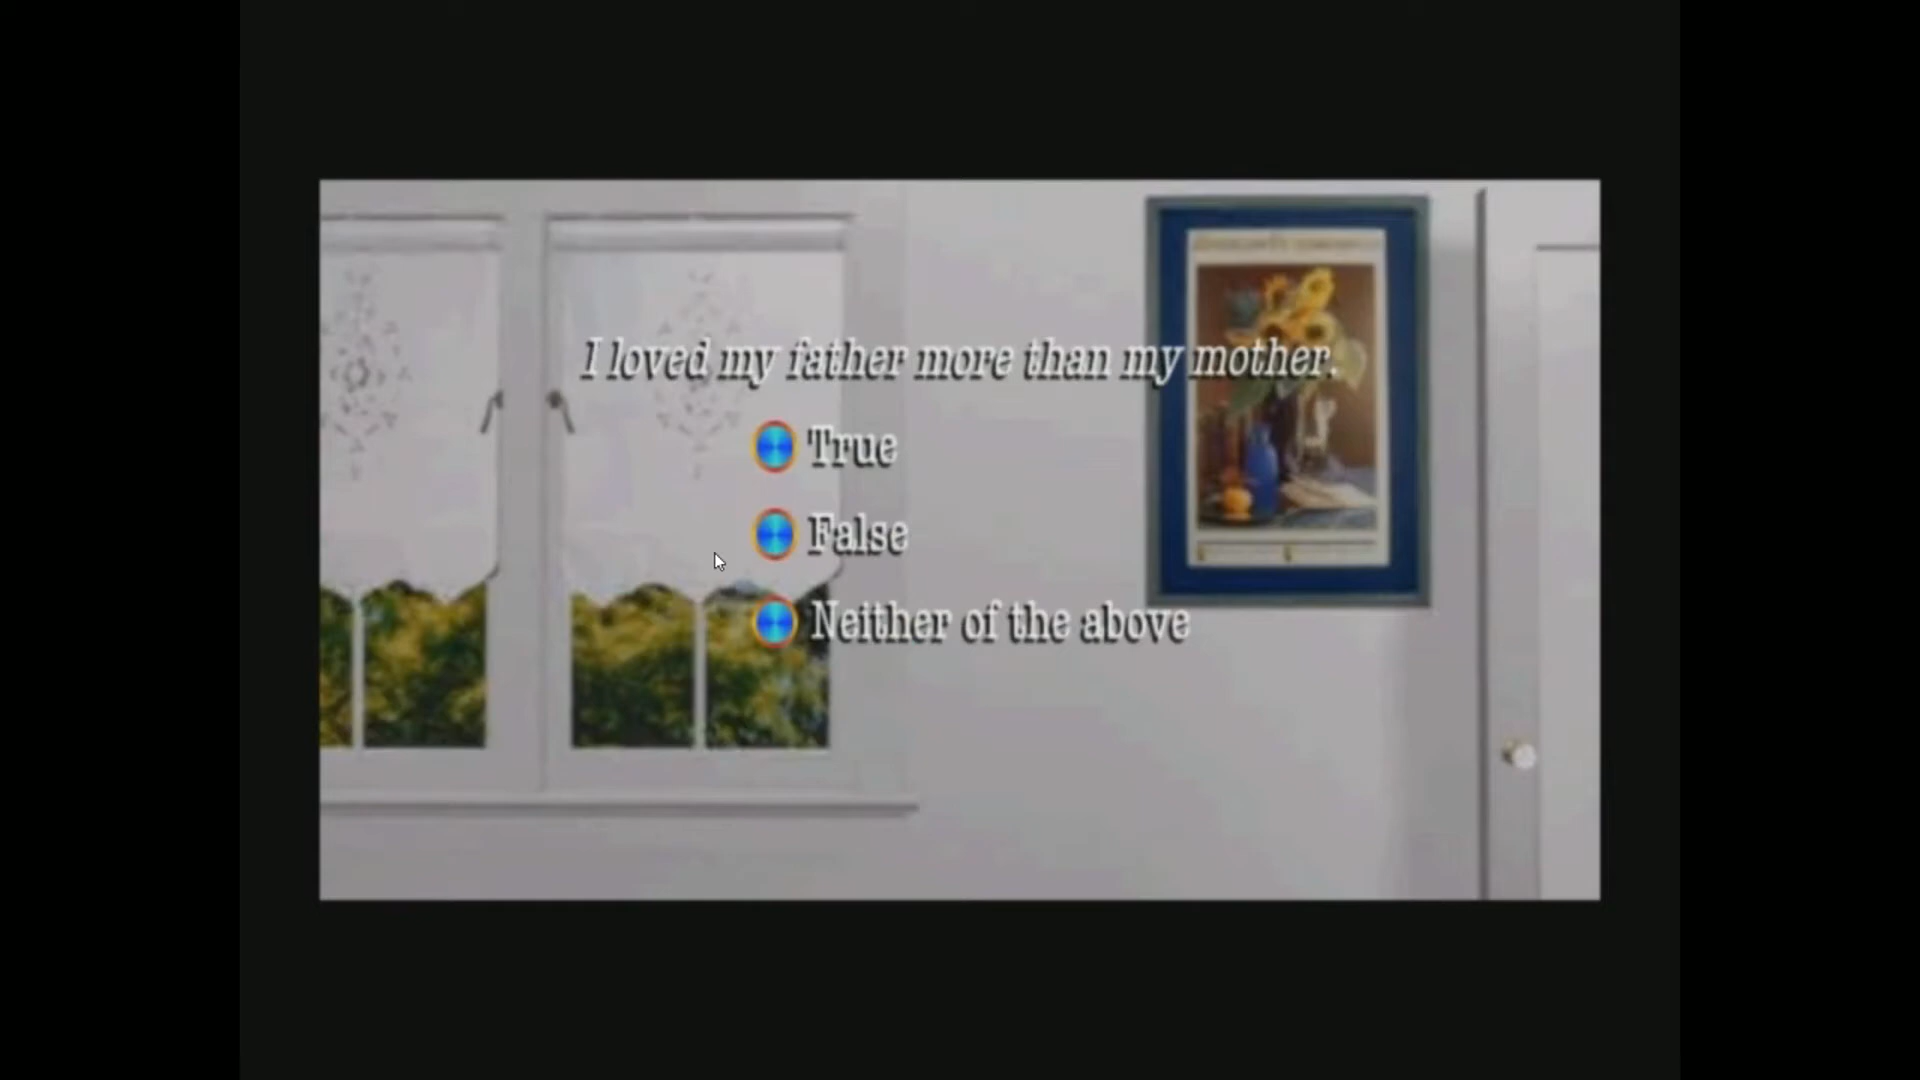 I loved my father more than my mother.
True
False
Neither of the above